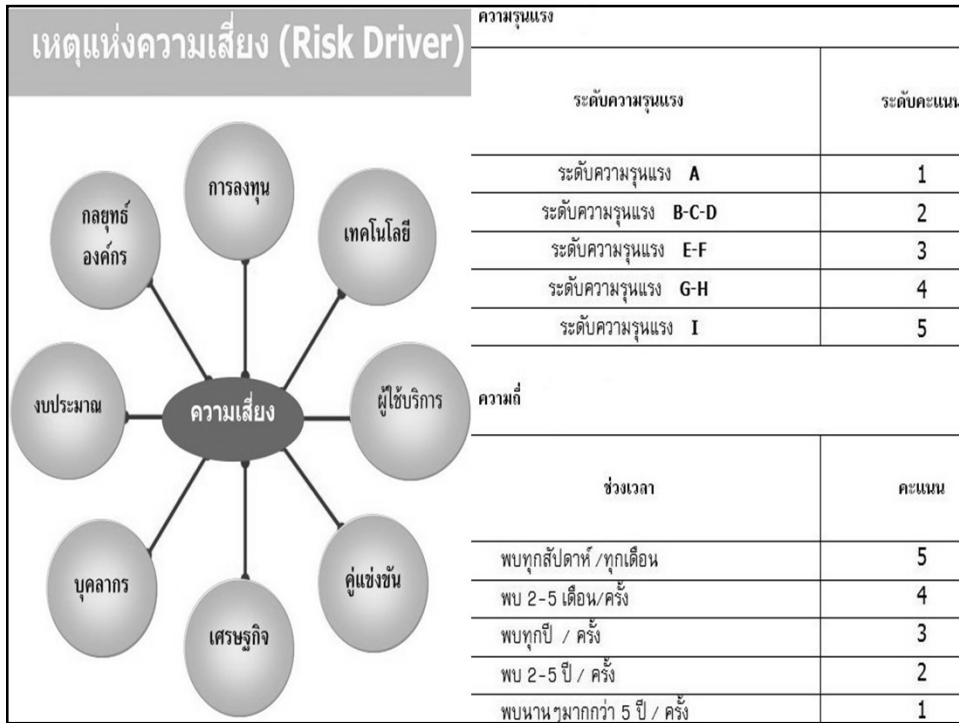 เหตุแห่งความเสี่ยง (Risk Driver)
การลงทุน
กลยุทธ์
องค์กร
เทคโนโลยี
งบประมาณ
ความเสี่ยง
ผู้ใช้บริการ
บุคลากร
คู่แข่งขัน
เศรษฐกิจ
ความรุนแรง
ระดับความรุนแรง ระดับคะแนน
ระดับความรุนแรง A 1
ระดับความรุนแรง B-C-D 2
ระดับความรุนแรง E-F 3
ระดับความรุนแรง G-H 4
ระดับความรุนแรง I 5
ความถี่
ช่วงเวลา คะแนน
พบทุกสัปดาห์ /ทุกเดือน 5
พบ 2-5 เดือน/ครั้ง 4
พบทุกปี / ครั้ง 3
พบ 2-5 ปี / ครั้ง 2
พบนานๆมากกว่า 5 ปี / ครั้ง 1